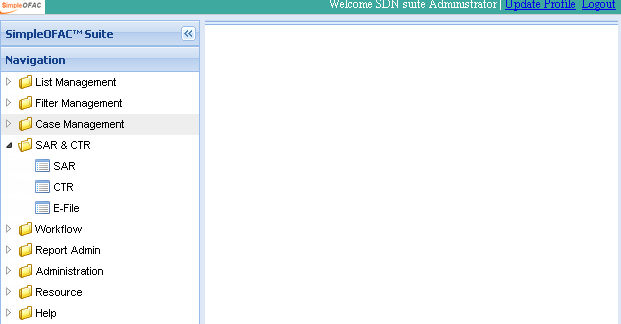 SimpleOFAC
Welcome SDN suite Administrator | Update Profile Logout
SimpleOFAC™ Suite
Navigation
List Management
Filter Management
Case Management
SAR & CTR
SAR
CTR
E-File
Workflow
Report Admin
Administration
Resource
Help